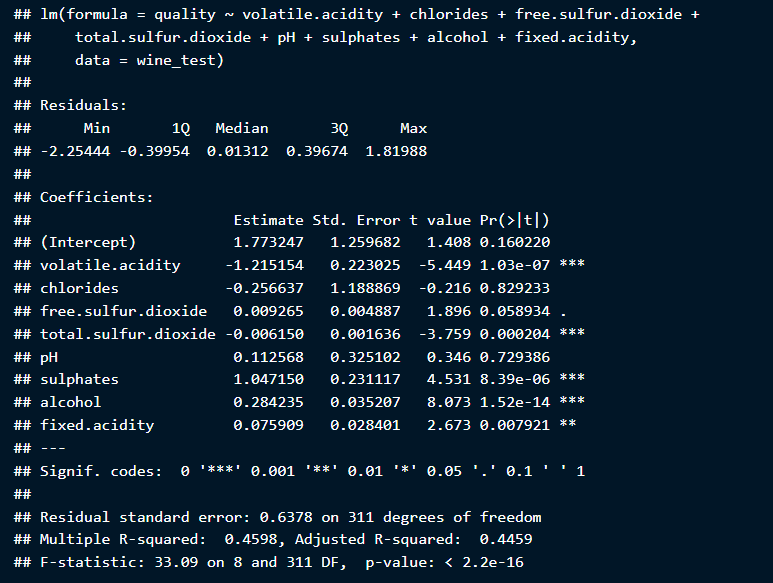 ## lm(formula = quality ~ volatile.acidity + chlorides + free.sulfur.dioxide +
##     total.sulfur.dioxide + pH + sulphates + alcohol + fixed.acidity,
##     data = wine_test)
##
## Residuals:
##      Min       1Q   Median       3Q      Max
## -2.25444 -0.39954  0.01312  0.39674  1.81988
##
## Coefficients:
##                       Estimate Std. Error t value Pr(>|t|)
## (Intercept)           1.773247   1.259682   1.408 0.160220
## volatile.acidity     -1.215154   0.223025  -5.449 1.03e-07 ***
## chlorides            -0.256637   1.188869  -0.216 0.829233
## free.sulfur.dioxide   0.009265   0.004887   1.896 0.058934 .
## total.sulfur.dioxide -0.006150   0.001636  -3.759 0.000204 ***
## pH                    0.112568   0.325102   0.346 0.729386
## sulphates             1.047150   0.231117   4.531 8.39e-06 ***
## alcohol               0.284235   0.035207   8.073 1.52e-14 ***
## fixed.acidity         0.075909   0.028401   2.673 0.007921 **
## ---
## Signif. codes:  0 '***' 0.001 '**' 0.01 '*' 0.05 '.' 0.1 ' ' 1
##
## Residual standard error: 0.6378 on 311 degrees of freedom
## Multiple R-squared:  0.4598, Adjusted R-squared:  0.4459
## F-statistic: 33.09 on 8 and 311 DF,  p-value: < 2.2e-16